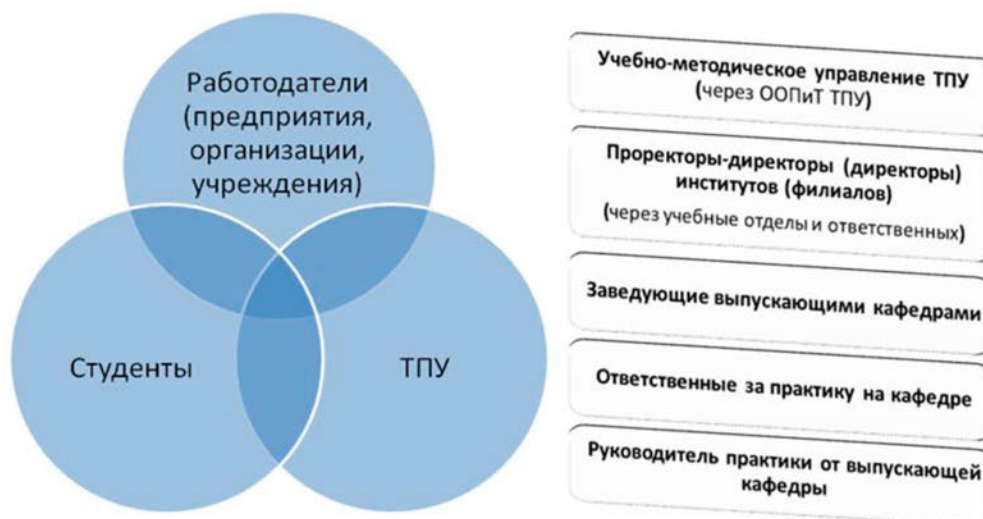 Работодатели
(предприятия,
организации,
учреждения)
Студенты
ТПУ
Учебно-методическое управление ТПУ
(через ООПиТ ТПУ)
Проректоры-директоры (директоры)
институтов (филиалов)
(через учебные отделы и ответственных)
Заведующие выпускающими кафедрами
Ответственные за практику на кафедре
Руководитель практики от выпускающей
кафедры